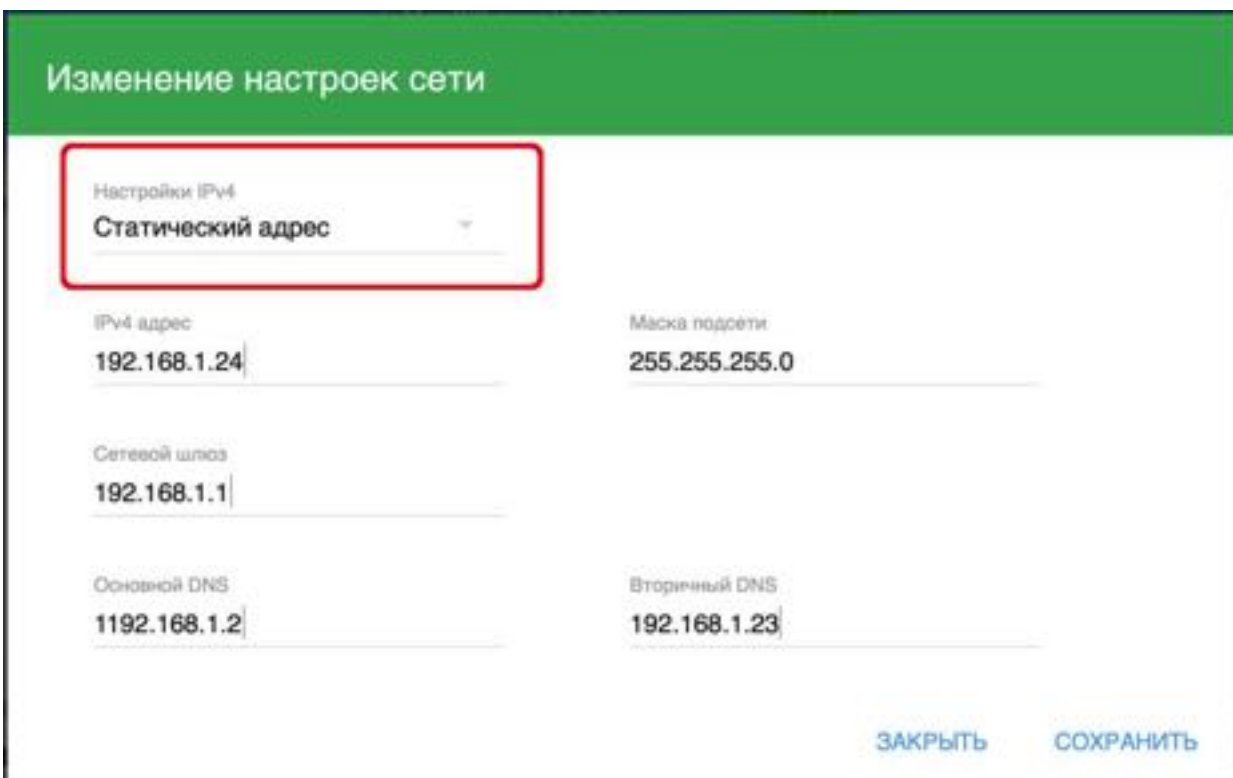 Изменение настроек сети
Настройки IPv4
Статический адрес
IPv4 адрес
Маска подсети
192.168.1.24
255.255.255.0
Сетевой шлюз
192.168.1.1
Основной DNS
Вторичный DNS
1192.168.1.2
192.168.1.23
ЗАКРЫТЬ
СОХРАНИТЬ